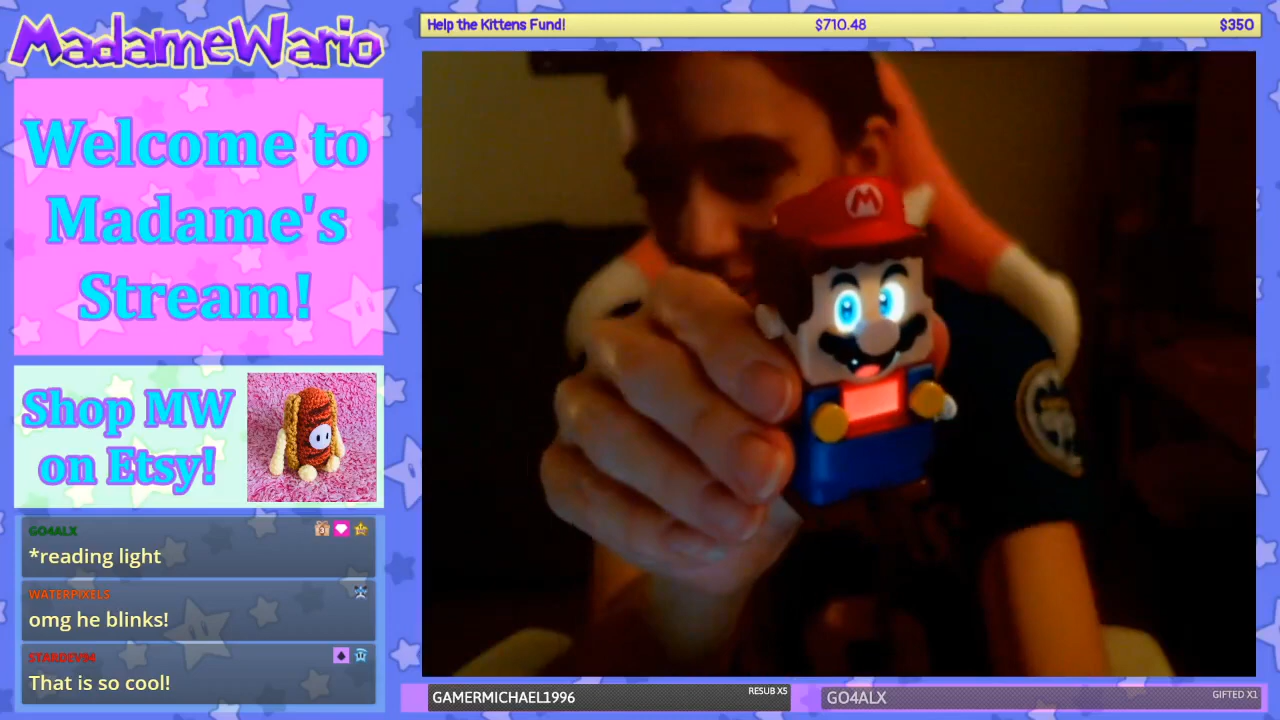 MadameWario
Help the Kittens Fund!
$710.48
$350
Welcome to
Madame's
Stream!
Shop MW
on Etsy!
GO4ALX
*reading light
WATERPIXELS
omg he blinks!
STARDEV94
That is so cool!
M
GAMERMICHAEL1996
RESUB X5
GO4ALX
GIFTED X1